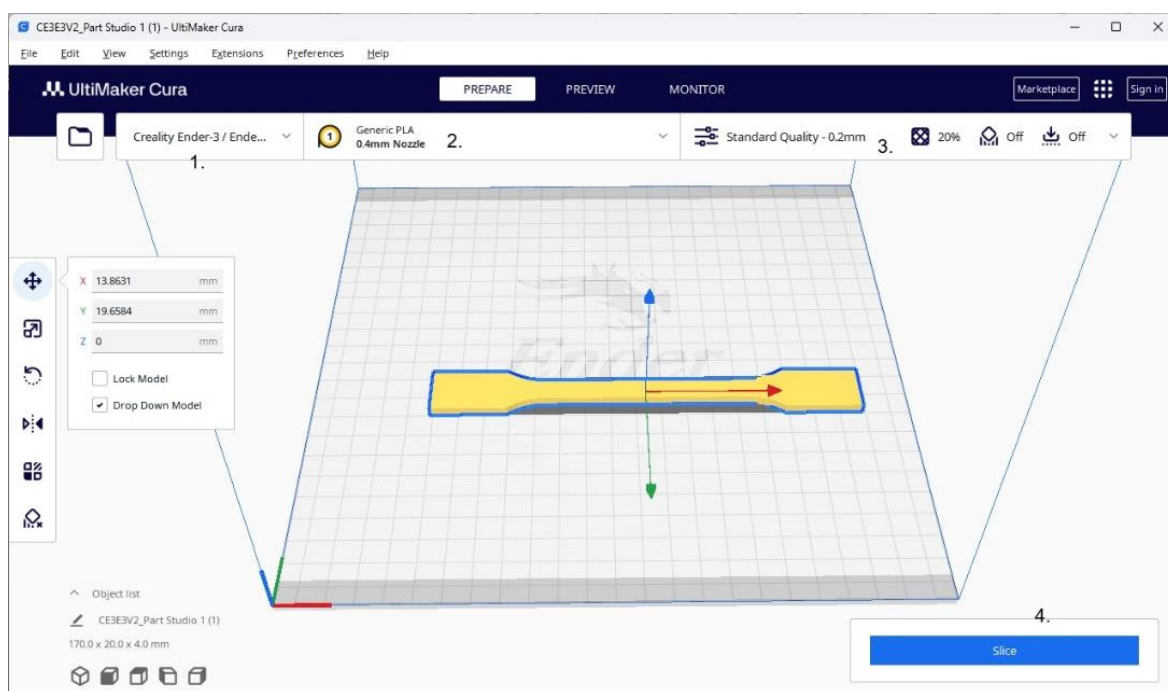 CE3E3V2_Part Studio 1 (1) - UltiMaker Cura
File Edit View Settings Extensions Preferences Help
UltiMaker Cura PREPARE PREVIEW MONITOR Marketplace Sign in
Creality Ender-3 / Ende... 1. 1 Generic PLA
0.4mm Nozzle 2. Standard Quality - 0.2mm 3. 20% Off Off
X 13.8631 mm
Y 19.6584 mm
Z 0 mm
Lock Model
Drop Down Model
Ender
Object list
CE3E3V2_Part Studio 1 (1)
170.0 x 20.0 x 4.0 mm
4.
Slice